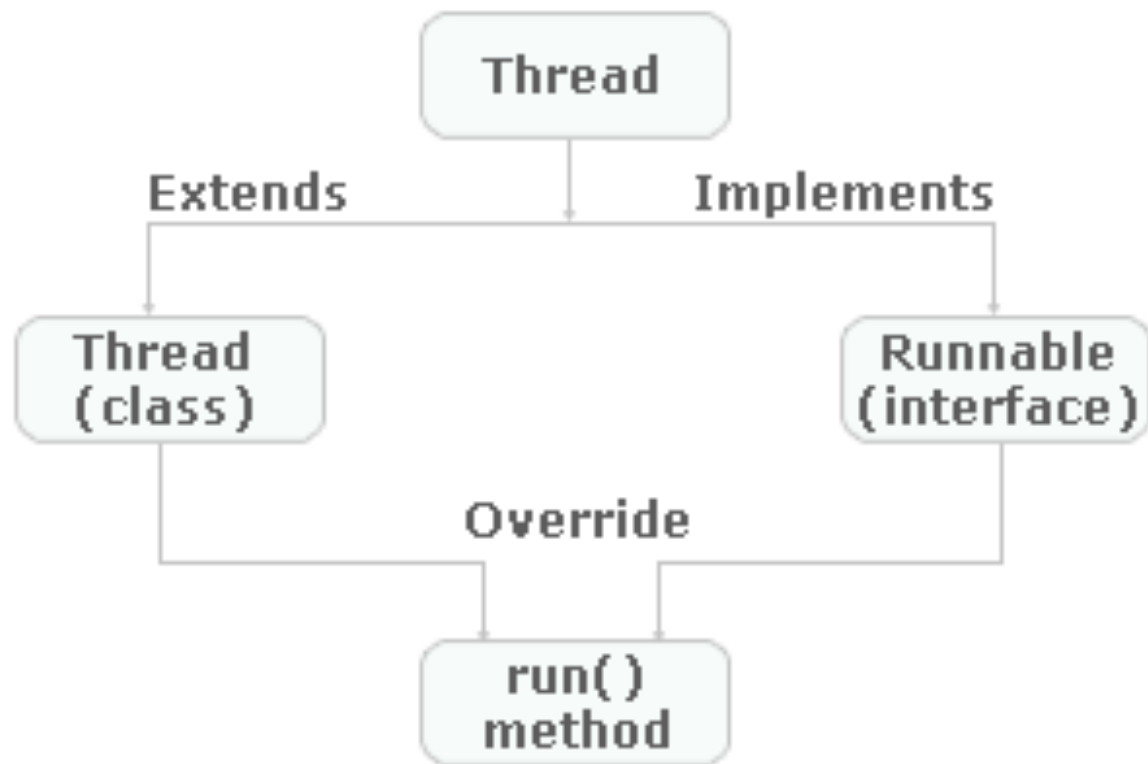 Thread
Extends
Implements
Thread
(class)
Runnable
(interface)
Override
run()
method